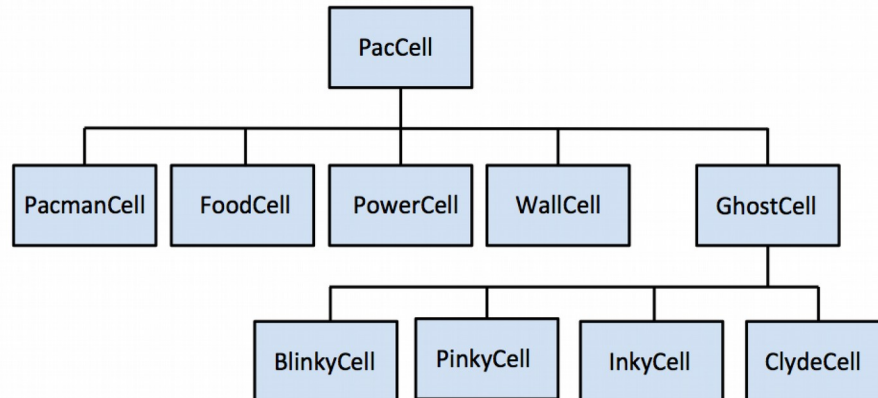 PacCell
PacmanCell
FoodCell
PowerCell
WallCell
GhostCell
BlinkyCell
PinkyCell
InkyCell
ClydeCell